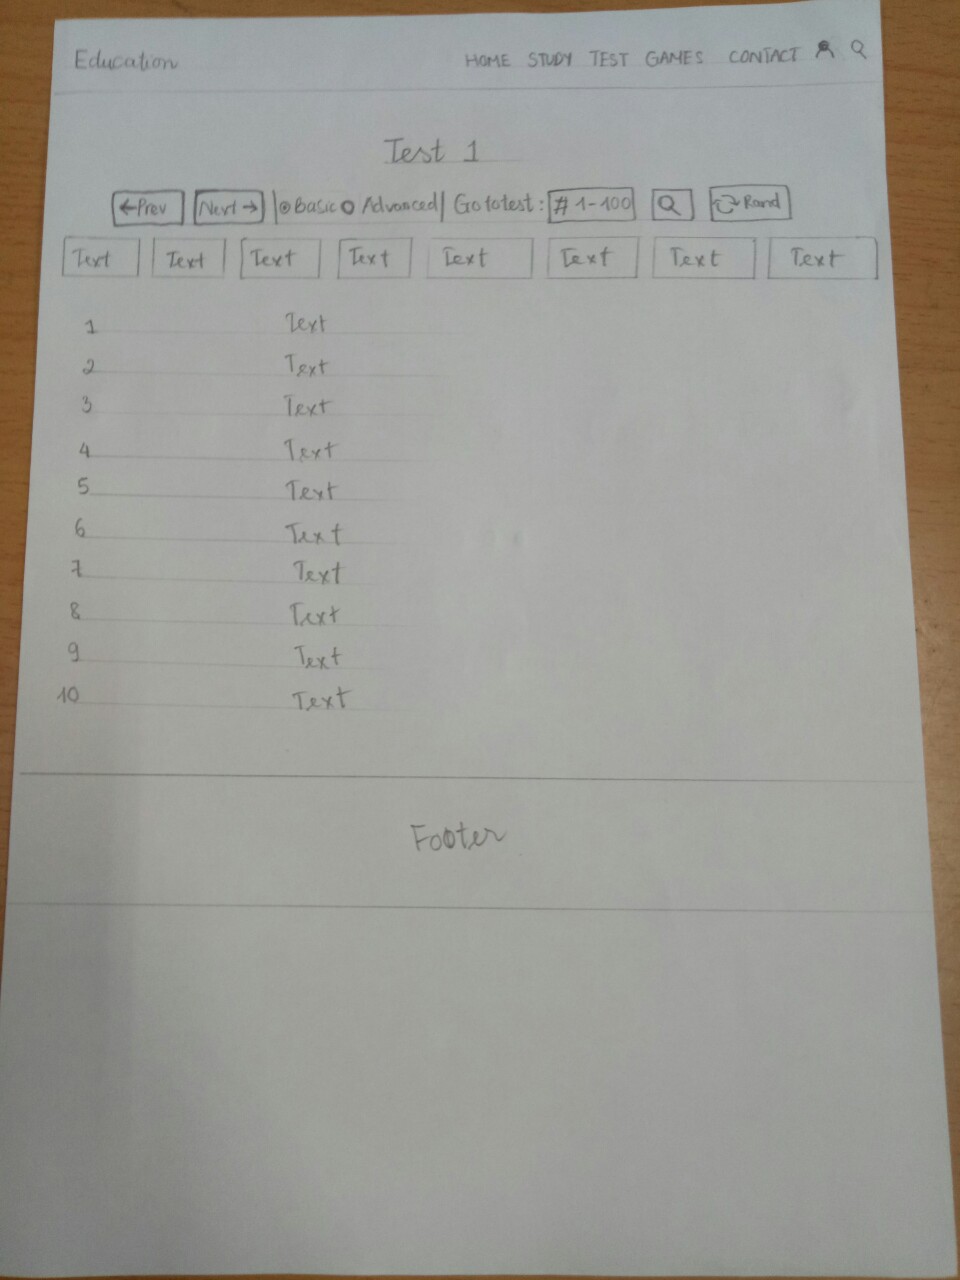 Education HOME STUDY TEST GAMES CONTACT
Test 1
←Prev Next→ Basic Advanced Go to test: # 1-100 Rand
Text Text Text Text Text Text Text Text
1 Text
2 Text
3 Text
4 Text
5 Text
6 Text
7 Text
8 Text
9 Text
10 Text
Footer